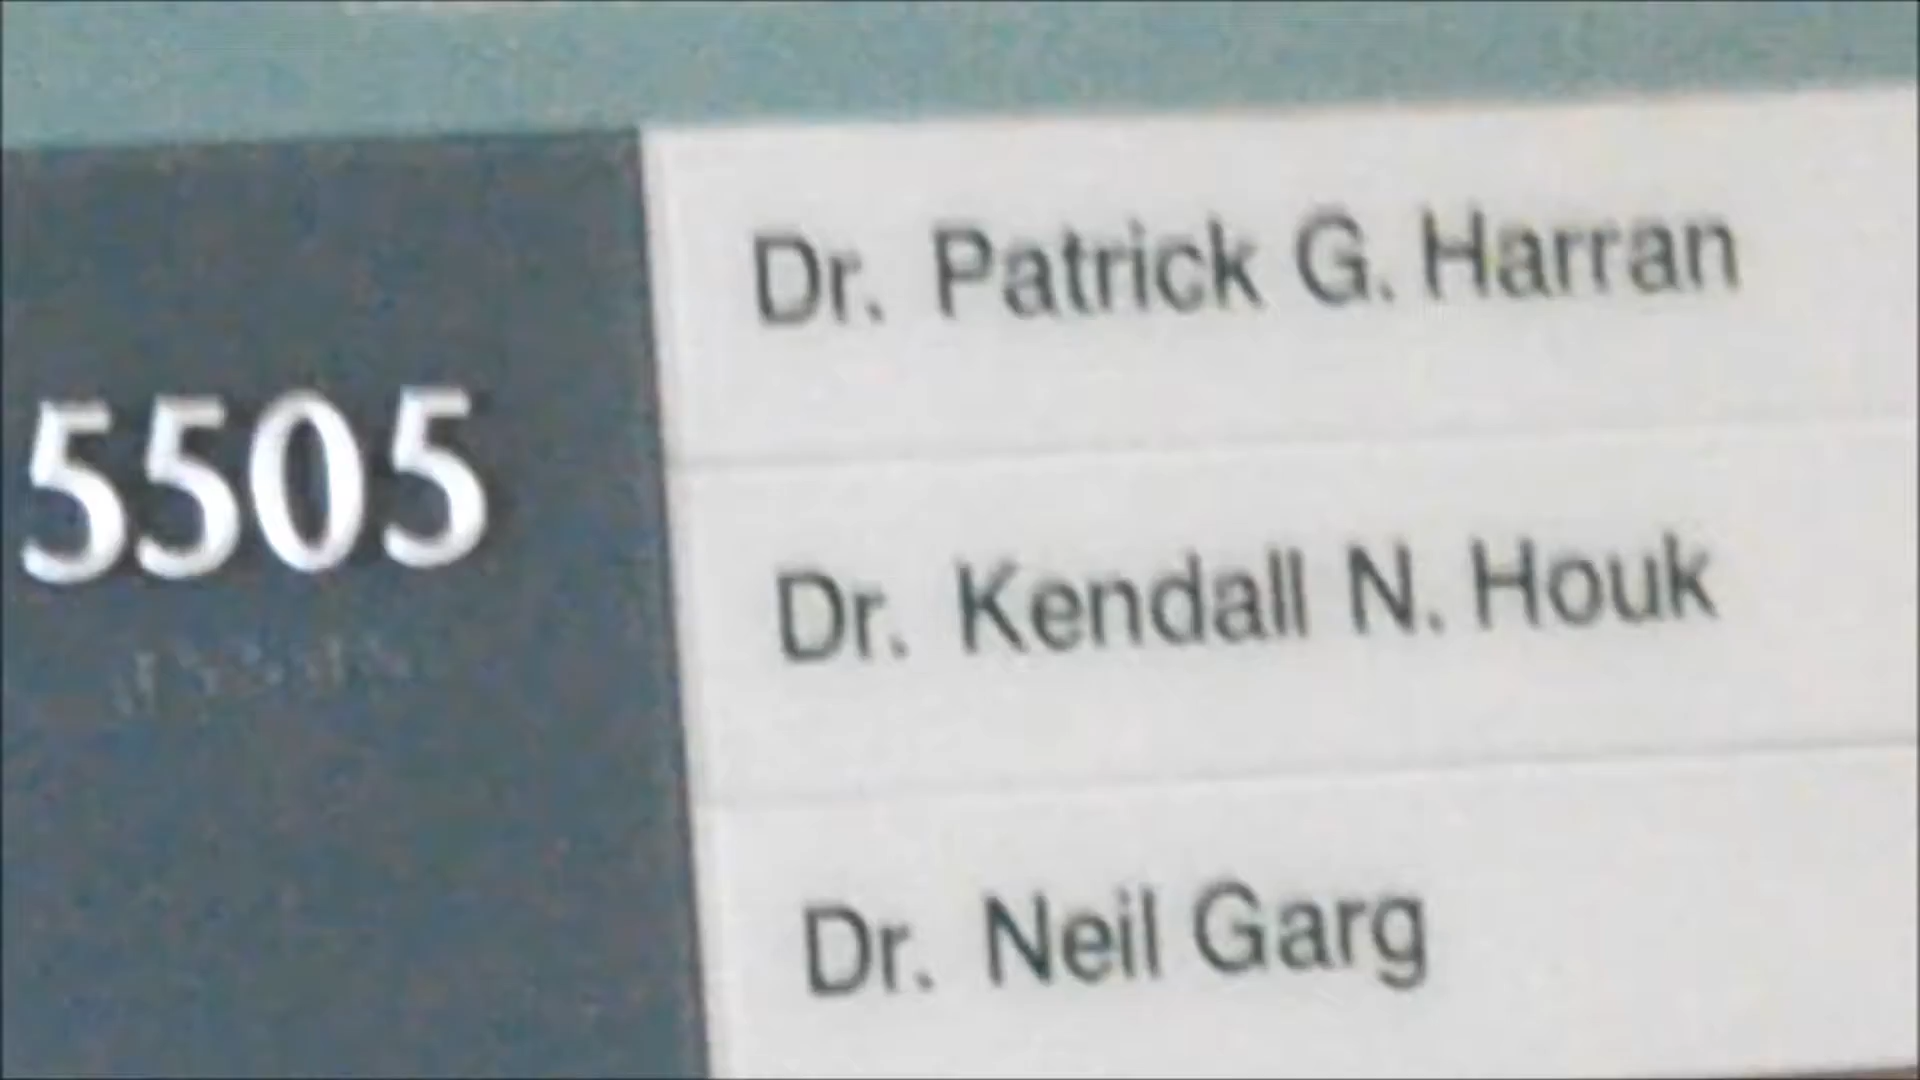 5505
Dr. Patrick G. Harran
Dr. Kendall N. Houk
Dr. Neil Garg